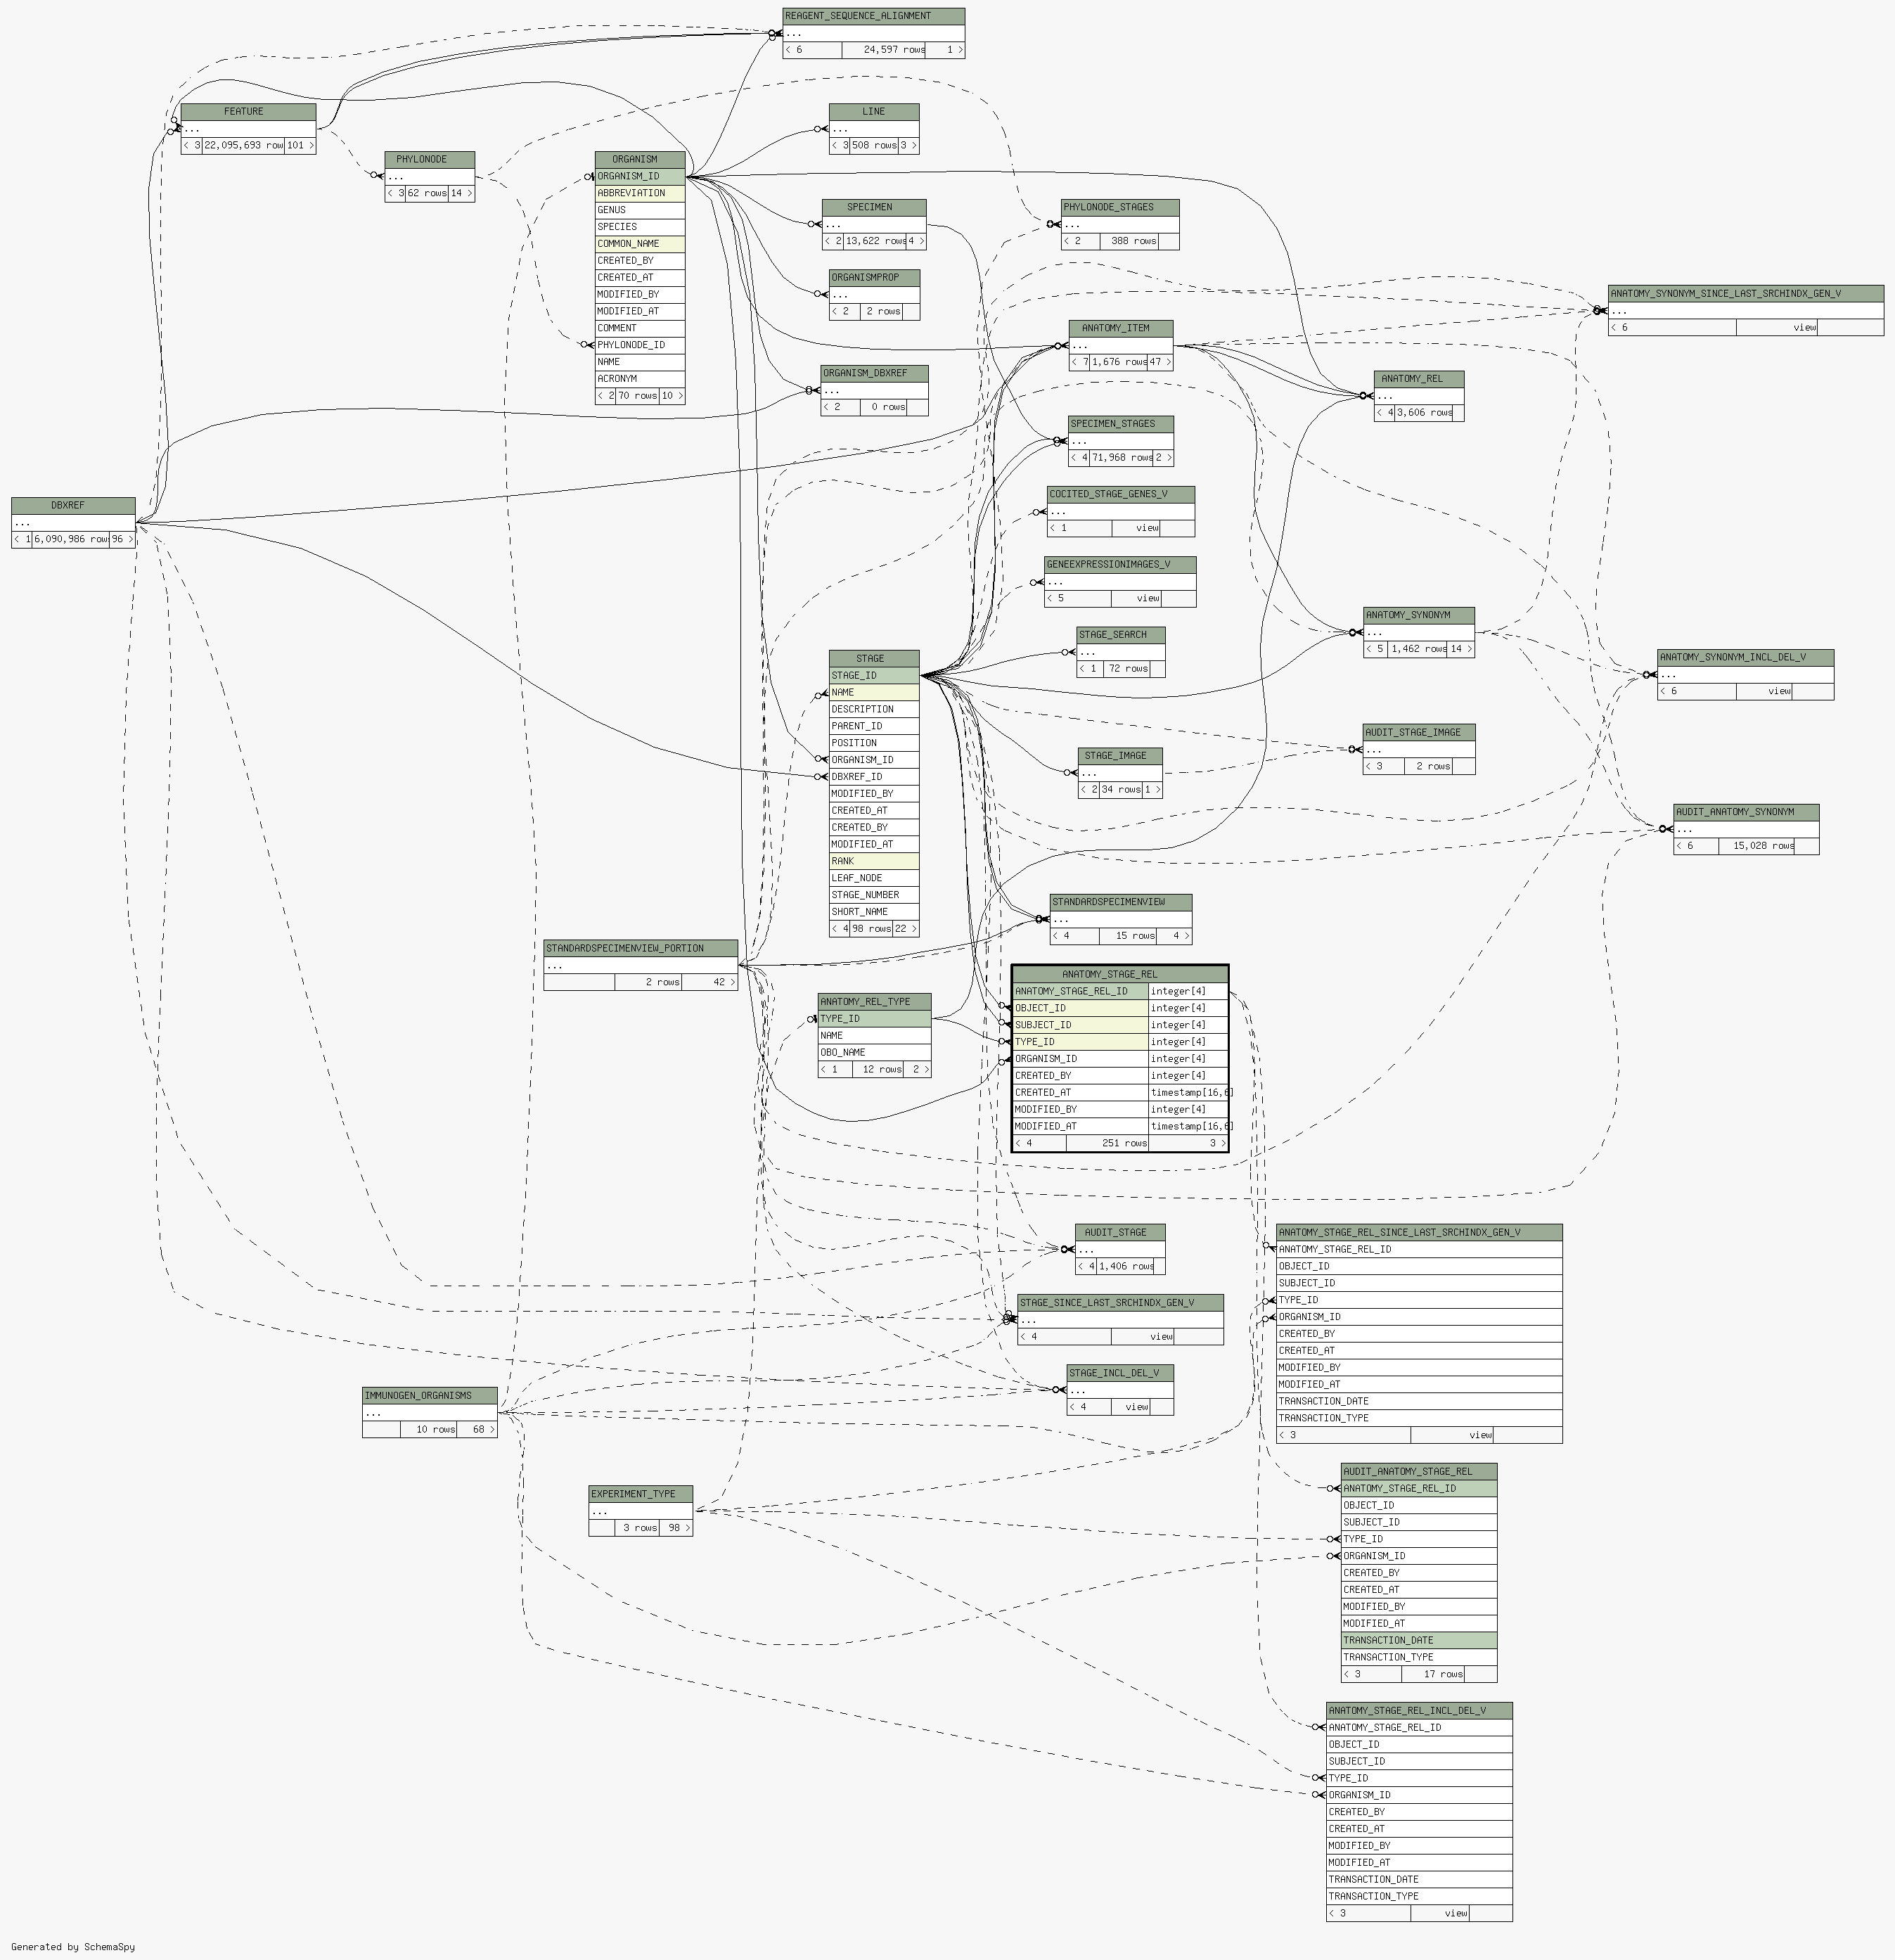 REAGENT_SEQUENCE_ALIGNMENT
...
< 6 24,597 rows 1 >
FEATURE
...
< 3 22,095,693 row 101 >
LINE
...
< 3 508 rows 3 >
PHYLONODE
...
< 3 62 rows 14 >
ORGANISM
ORGANISM_ID
ABBREVIATION
GENUS
SPECIES
COMMON_NAME
CREATED_BY
CREATED_AT
MODIFIED_BY
MODIFIED_AT
COMMENT
PHYLONODE_ID
NAME
ACRONYM
< 2 70 rows 10 >
SPECIMEN
...
< 2 13,622 rows 4 >
PHYLONODE_STAGES
...
< 2 388 rows
ORGANISMPROP
...
< 2 2 rows
ANATOMY_SYNONYM_SINCE_LAST_SRCHINDX_GEN_V
...
< 6 view
ANATOMY_ITEM
...
< 7 1,676 rows 47 >
ORGANISM_DBXREF
...
< 2 0 rows
ANATOMY_REL
...
< 4 3,606 rows
SPECIMEN_STAGES
...
< 4 71,968 rows 2 >
DBXREF
...
< 1 6,090,986 row 96 >
COCITED_STAGE_GENES_V
...
< 1 view
GENEEXPRESSIONIMAGES_V
...
< 5 view
ANATOMY_SYNONYM
...
< 5 1,462 rows 14 >
STAGE_SEARCH
...
< 1 72 rows
ANATOMY_SYNONYM_INCL_DEL_V
...
< 6 view
STAGE
STAGE_ID
NAME
DESCRIPTION
PARENT_ID
POSITION
ORGANISM_ID
DBXREF_ID
MODIFIED_BY
CREATED_AT
CREATED_BY
MODIFIED_AT
RANK
LEAF_NODE
STAGE_NUMBER
SHORT_NAME
< 4 98 rows 22 >
AUDIT_STAGE_IMAGE
...
< 3 2 rows
STAGE_IMAGE
...
< 2 34 rows 1 >
AUDIT_ANATOMY_SYNONYM
...
< 6 15,028 rows
STANDARDSPECIMENVIEW
...
< 4 15 rows 4 >
STANDARDSPECIMENVIEW_PORTION
...
2 rows 42 >
ANATOMY_REL_TYPE
TYPE_ID
NAME
OBO_NAME
< 1 12 rows 2 >
ANATOMY_STAGE_REL
ANATOMY_STAGE_REL_ID integer[4]
OBJECT_ID integer[4]
SUBJECT_ID integer[4]
TYPE_ID integer[4]
ORGANISM_ID integer[4]
CREATED_BY integer[4]
CREATED_AT timestamp[16,6]
MODIFIED_BY integer[4]
MODIFIED_AT timestamp[16,6]
< 4 251 rows 3 >
AUDIT_STAGE
...
< 4 1,406 rows
ANATOMY_STAGE_REL_SINCE_LAST_SRCHINDX_GEN_V
ANATOMY_STAGE_REL_ID
OBJECT_ID
SUBJECT_ID
TYPE_ID
ORGANISM_ID
CREATED_BY
CREATED_AT
MODIFIED_BY
MODIFIED_AT
TRANSACTION_DATE
TRANSACTION_TYPE
< 3 view
STAGE_SINCE_LAST_SRCHINDX_GEN_V
...
< 4 view
STAGE_INCL_DEL_V
...
< 4 view
IMMUNOGEN_ORGANISMS
...
10 rows 68 >
EXPERIMENT_TYPE
...
3 rows 98 >
AUDIT_ANATOMY_STAGE_REL
ANATOMY_STAGE_REL_ID
OBJECT_ID
SUBJECT_ID
TYPE_ID
ORGANISM_ID
CREATED_BY
CREATED_AT
MODIFIED_BY
MODIFIED_AT
TRANSACTION_DATE
TRANSACTION_TYPE
< 3 17 rows
ANATOMY_STAGE_REL_INCL_DEL_V
ANATOMY_STAGE_REL_ID
OBJECT_ID
SUBJECT_ID
TYPE_ID
ORGANISM_ID
CREATED_BY
CREATED_AT
MODIFIED_BY
MODIFIED_AT
TRANSACTION_DATE
TRANSACTION_TYPE
< 3 view
Generated by SchemaSpy